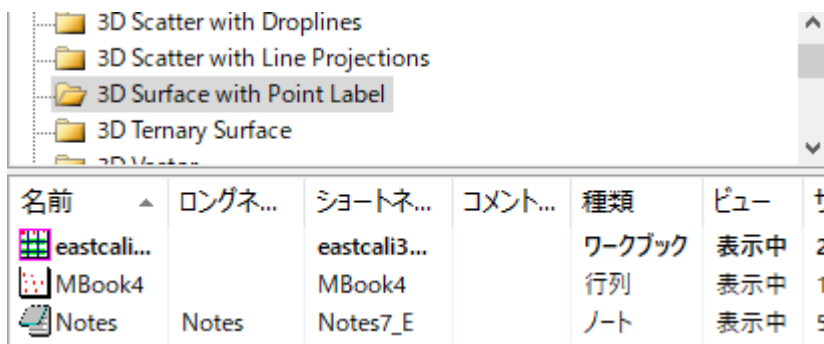 3D Scatter with Droplines
3D Scatter with Line Projections
3D Surface with Point Label
3D Ternary Surface
名前 ロングネ... ショートネ... コメント... 種類 ビュー
eastcali... eastcali3... ワークブック 表示中 2
MBook4 MBook4 行列 表示中 1
Notes Notes Notes7_E ノート 表示中 5